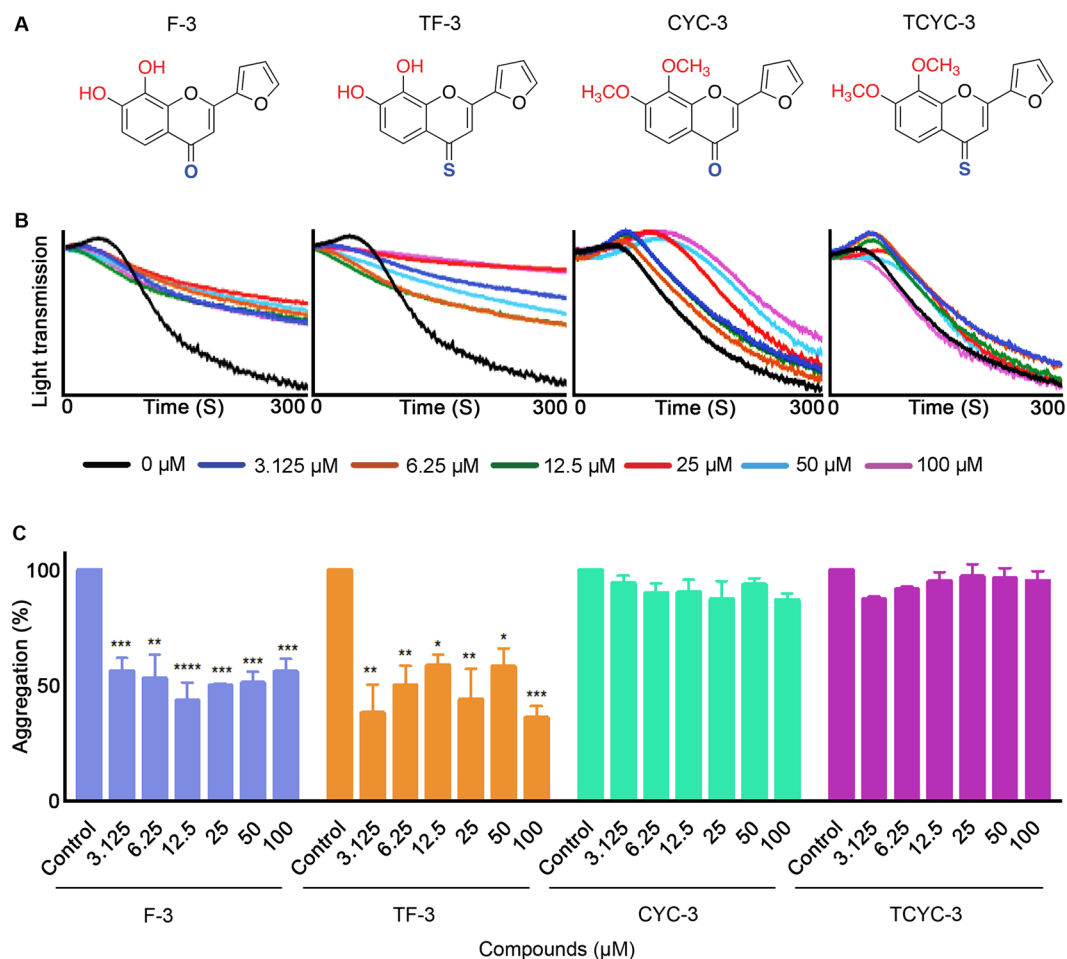 A F-3 TF-3 CYC-3 TCYC-3
OH OH OCH₃ OCH₃
HO O O HO O O H₃CO O O H₃CO O O
O S O S
B
Light transmission
0 Time (S) 300 0 Time (S) 300 0 Time (S) 300 0 Time (S) 300
0 µM 3.125 µM 6.25 µM 12.5 µM 25 µM 50 µM 100 µM
C
Aggregation (%)
100
50
0
*** ** **** *** *** *** ** ** * ** * ***
Control 3.125 6.25 12.5 25 50 100 Control 3.125 6.25 12.5 25 50 100 Control 3.125 6.25 12.5 25 50 100 Control 3.125 6.25 12.5 25 50 100
F-3 TF-3 CYC-3 TCYC-3
Compounds (µM)